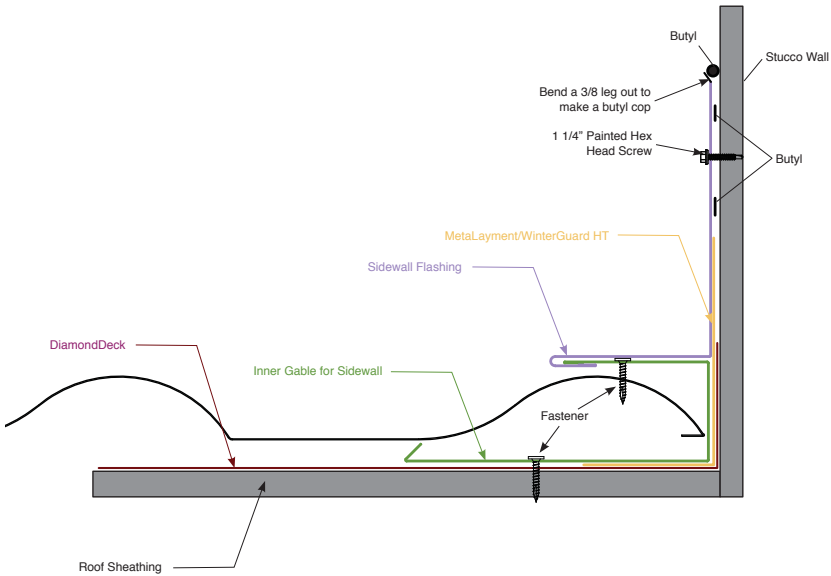 Butyl
Stucco Wall
Bend a 3/8 leg out to
make a butyl cop
1 1/4” Painted Hex
Head Screw
Butyl
MetaLayment/WinterGuard HT
Sidewall Flashing
DiamondDeck
Inner Gable for Sidewall
Fastener
Roof Sheathing